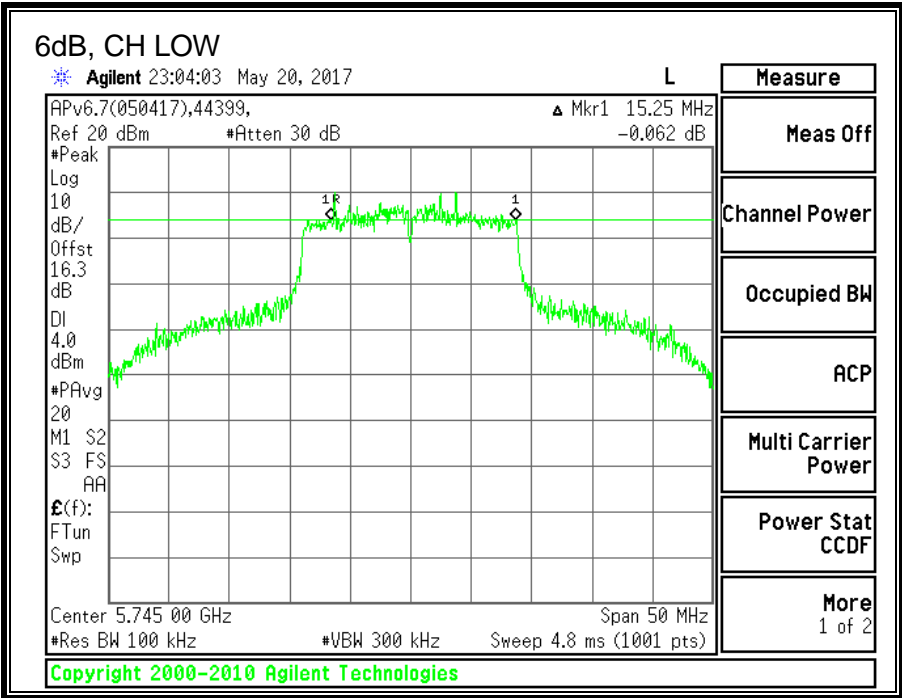 6dB, CH LOW
Agilent 23:04:03 May 20, 2017 L
Measure
APv6.7(050417),44399, Δ Mkr1 15.25 MHz
Ref 20 dBm #Atten 30 dB -0.062 dB
#Peak
Log
10
dB/
Offst
16.3
dB
DI
4.0
dBm
#PAvg
20
M1 S2
S3 FS
AA
£(f):
FTun
Swp
1R
1
Center 5.745 00 GHz Span 50 MHz
#Res BW 100 kHz #VBW 300 kHz Sweep 4.8 ms (1001 pts)
Meas Off
Channel Power
Occupied BW
ACP
Multi Carrier
Power
Power Stat
CCDF
More
1 of 2
Copyright 2000-2010 Agilent Technologies